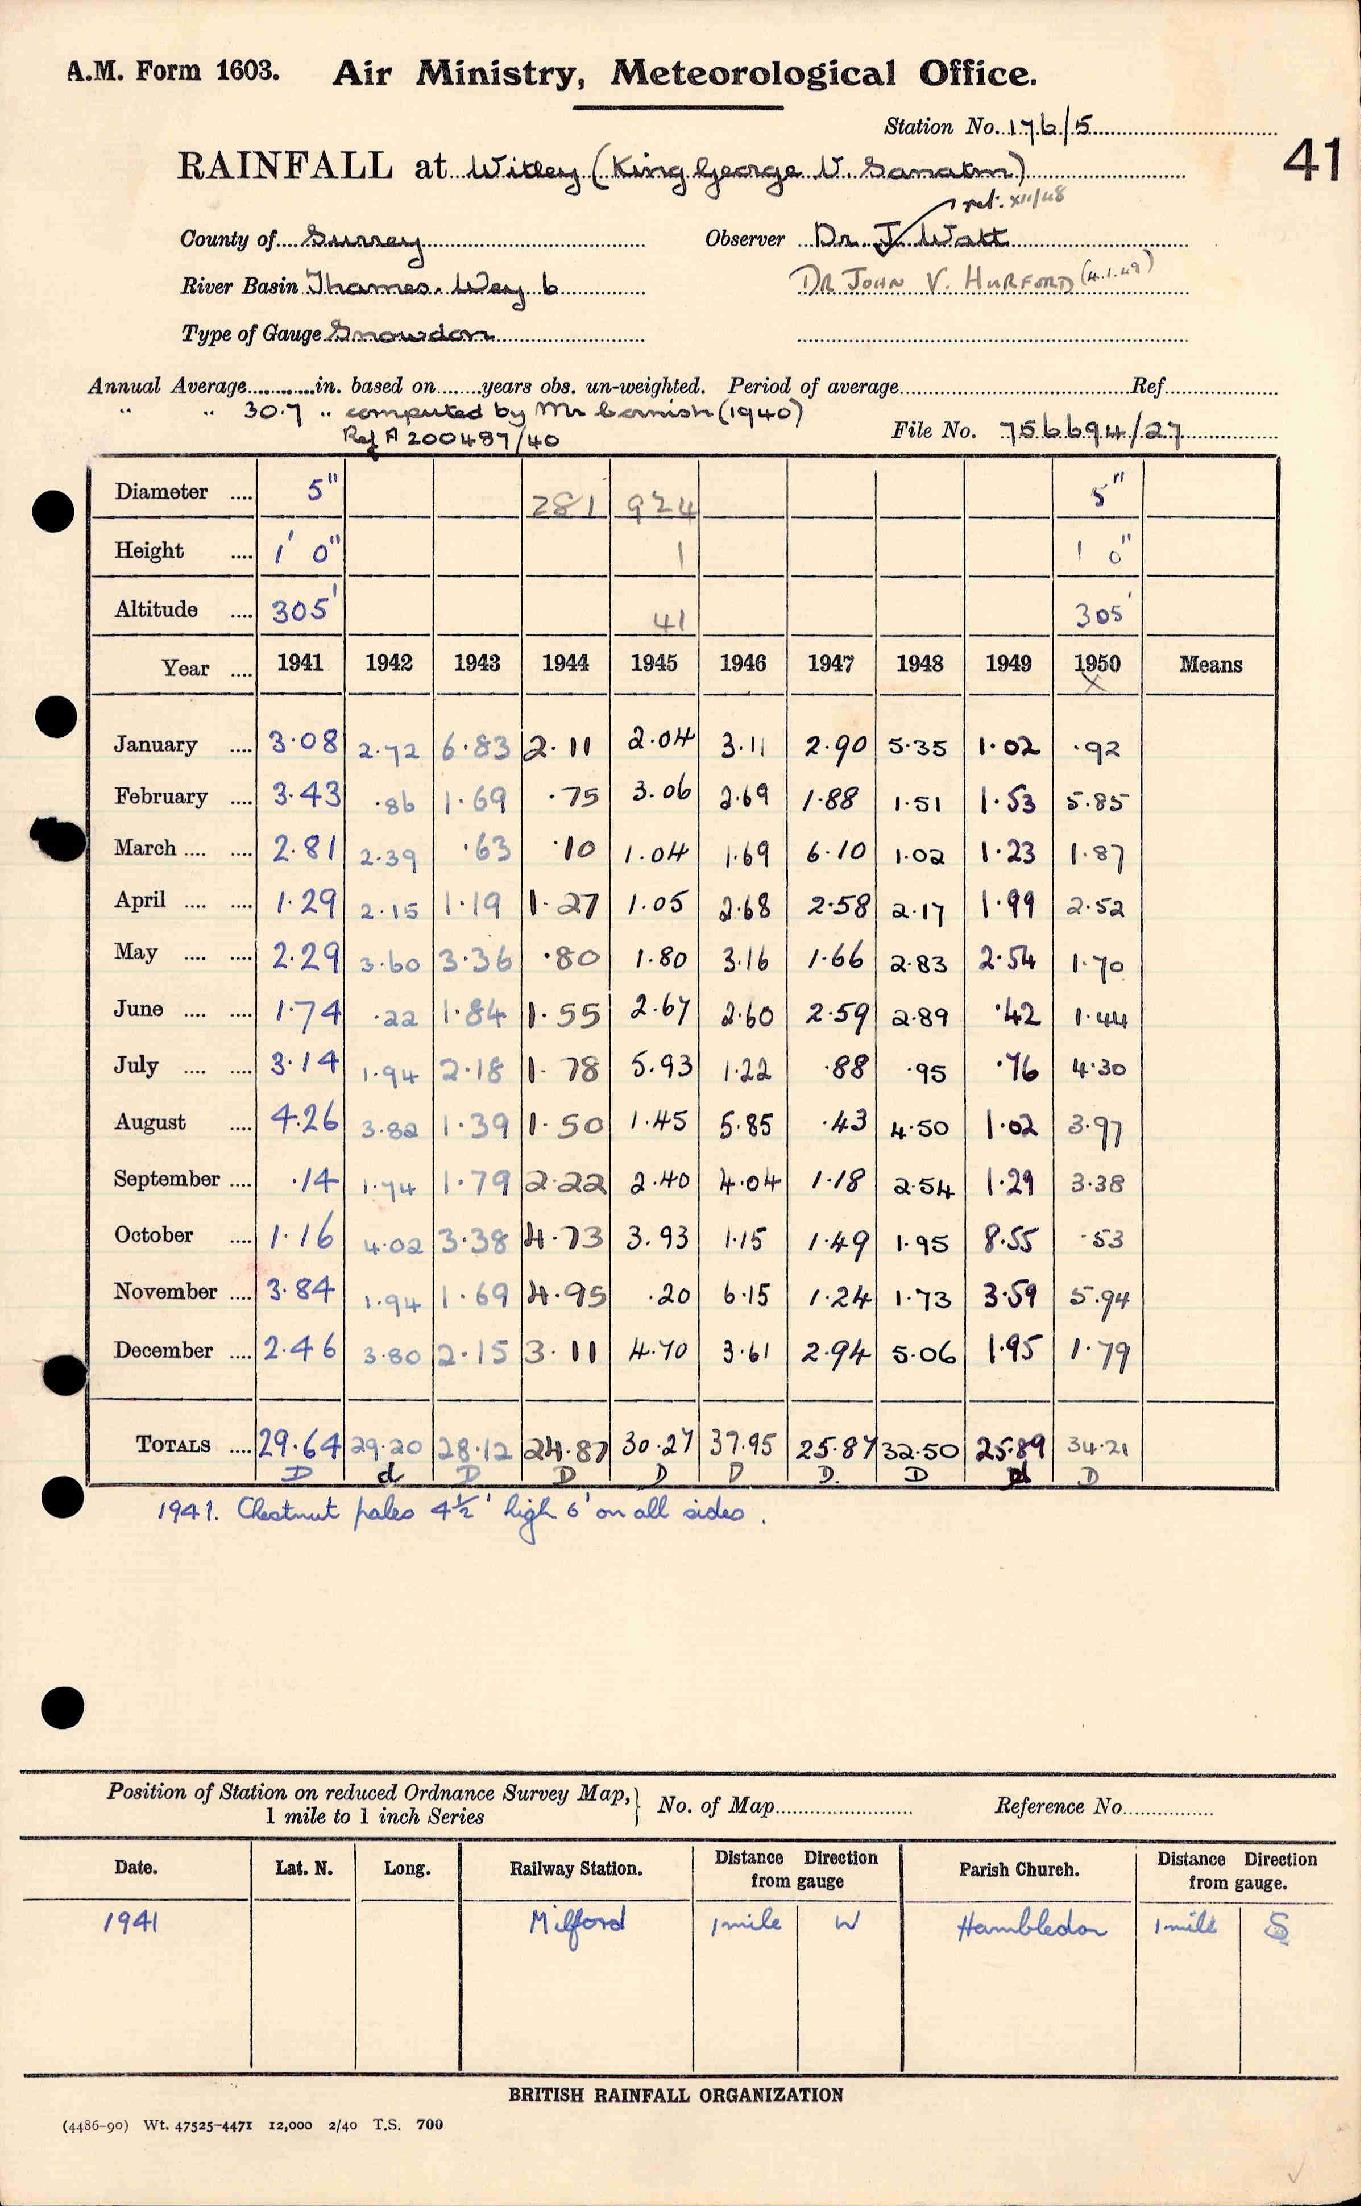 A.M. Form 1603. Air Ministry, Meteorological Office.
Station No. 176/5
41
RAINFALL at Witley (King George V. Sanatm)
ret. XII/48
County of Surrey Observer Dr J. Watt
River Basin Thames. Wey b DR JOHN V. HURFORD (4.1.49)
Type of Gauge Snowdon
Annual Average in. based on years obs. un-weighted. Period of average Ref
" " 30.7 " computed by Mr Cornish (1940)
Ref A 200487/40
File No. 756694/27
Diameter 5" 281 924 5"
Height 1' 0" 1 1 0"
Altitude 305' 41 305'
Year 1941 1942 1943 1944 1945 1946 1947 1948 1949 1950 Means
X
January 3.08 2.72 6.83 2.11 2.04 3.11 2.90 5.35 1.02 .92
February 3.43 .86 1.69 .75 3.06 2.69 1.88 1.51 1.53 5.85
March 2.81 2.39 .63 .10 1.04 1.69 6.10 1.02 1.23 1.87
April 1.29 2.15 1.19 1.27 1.05 2.68 2.58 2.17 1.99 2.52
May 2.29 3.60 3.36 .80 1.80 3.16 1.66 2.83 2.54 1.70
June 1.74 .22 1.84 1.55 2.67 2.60 2.59 2.89 .42 1.44
July 3.14 1.94 2.18 1.78 5.93 1.22 .88 .95 .76 4.30
August 4.26 3.82 1.39 1.50 1.45 5.85 .43 4.50 1.02 3.97
September .14 1.74 1.79 2.22 2.40 4.04 1.18 2.54 1.29 3.38
October 1.16 4.02 3.38 4.73 3.93 1.15 1.49 1.95 8.55 .53
November 3.84 1.94 1.69 4.95 .20 6.15 1.24 1.73 3.59 5.94
December 2.46 3.80 2.15 3.11 4.70 3.61 2.94 5.06 1.95 1.79
TOTALS 29.64 29.20 28.12 24.87 30.27 37.95 25.87 32.50 25.89 34.21
D d D D D D D. D d D
1941. Chestnut pales 4½' high 6' on all sides.
Position of Station on reduced Ordnance Survey Map, 1 mile to 1 inch Series } No. of Map Reference No.
Date. Lat. N. Long. Railway Station. Distance Direction from gauge Parish Church. Distance Direction from gauge.
1941 Milford 1 mile W Hambledon 1 mile S
BRITISH RAINFALL ORGANIZATION
(4486-90) Wt. 47525-4471 12,000 2/40 T.S. 700